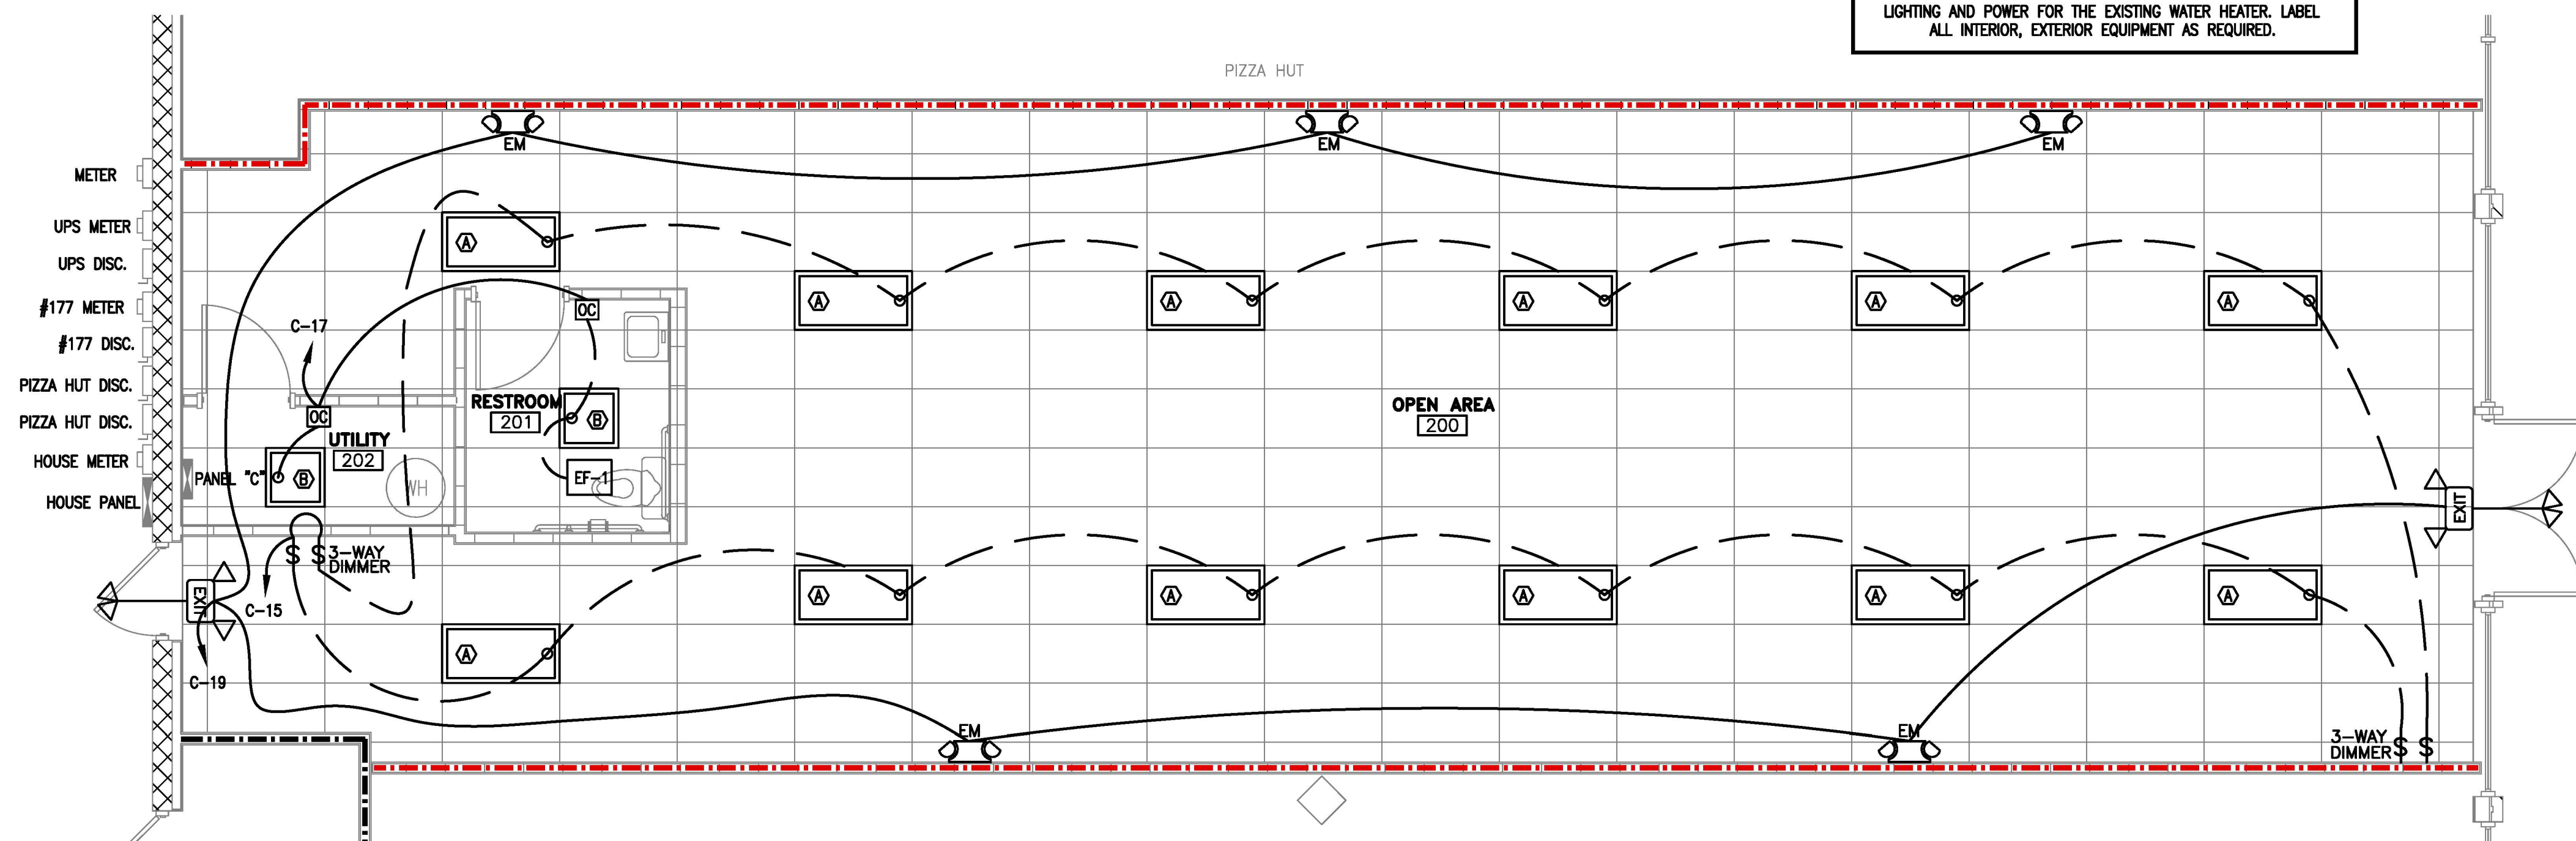 LIGHTING AND POWER FOR THE EXISTING WATER HEATER. LABEL
ALL INTERIOR, EXTERIOR EQUIPMENT AS REQUIRED.
PIZZA HUT
EM
EM
EM
METER
UPS METER
UPS DISC.
#177 METER
#177 DISC.
PIZZA HUT DISC.
PIZZA HUT DISC.
HOUSE METER
HOUSE PANEL
A
A
A
A
A
A
C-17
OC
OC
RESTROOM
201
B
OPEN AREA
200
UTILITY
202
PANEL "C"
B
WH
EF-1
EXIT
S S 3-WAY
DIMMER
EXIT
C-15
C-19
A
A
A
A
A
A
EM
EM
3-WAY
DIMMER S S